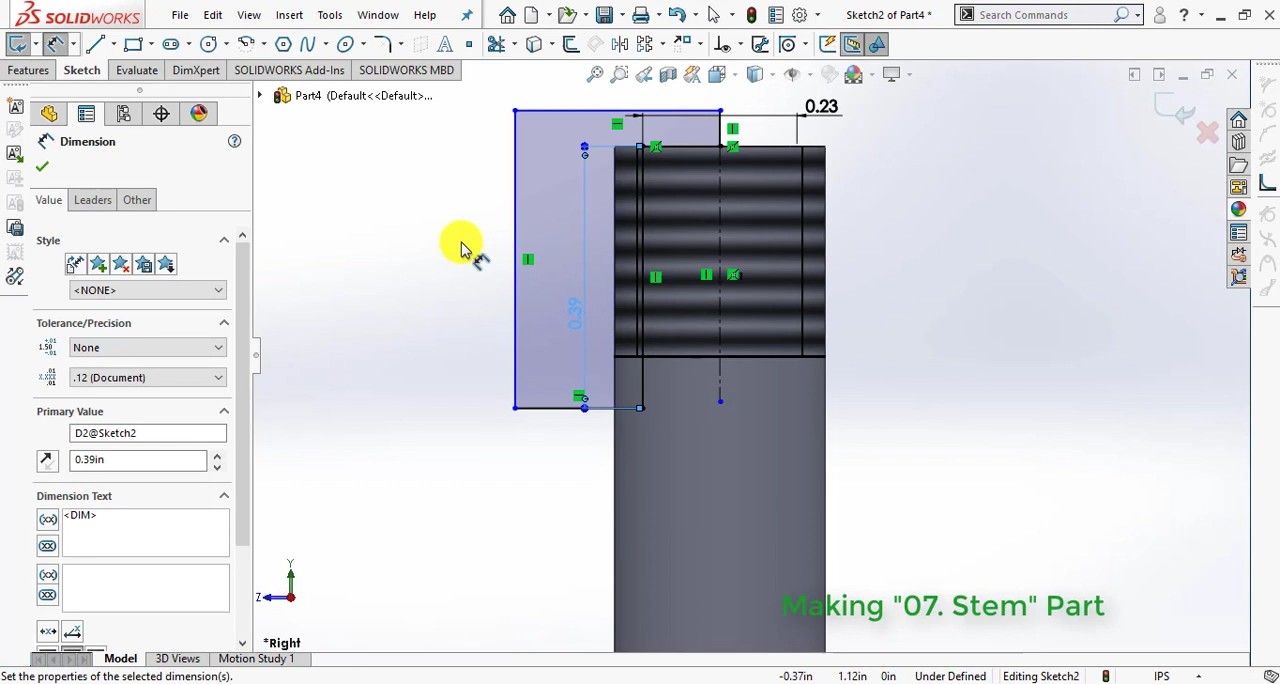 SOLIDWORKS
File
Edit
View
Insert
Tools
Window
Help
Sketch2 of Part4 *
Search Commands
Features
Sketch
Evaluate
DimXpert
SOLIDWORKS Add-Ins
SOLIDWORKS MBD
Part4 (Default<<Default>...
Dimension
Value
Leaders
Other
Style
<NONE>
Tolerance/Precision
None
.12 (Document)
Primary Value
D2@Sketch2
0.39in
Dimension Text
<DIM>
0.23
0.39
Y
Z
*Right
Making "07. Stem" Part
Model
3D Views
Motion Study 1
Set the properties of the selected dimension(s).
-0.37in
1.12in
0in
Under Defined
Editing Sketch2
IPS